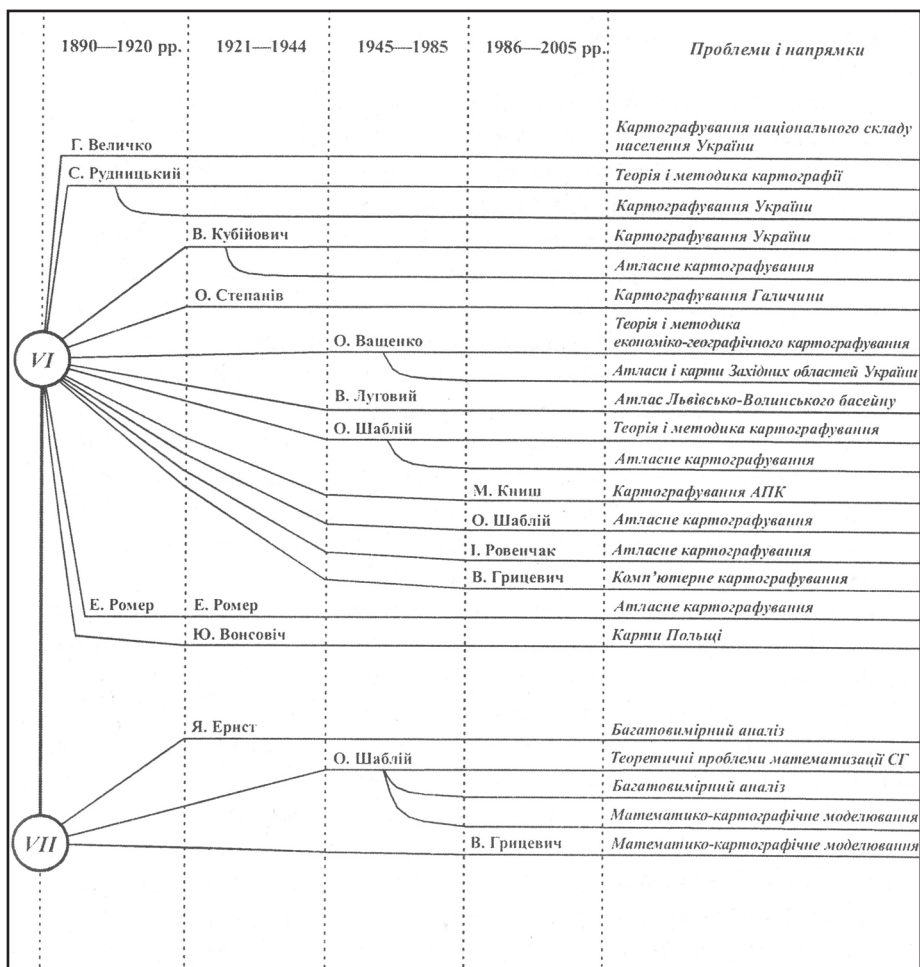 1890—1920 рр. 1921—1944 1945—1985 1986—2005 рр. Проблеми і напрямки
Картографування національного складу
Г. Величко населення України
С. Рудницький Теорія і методика картографії
Картографування України
В. Кубійович Картографування України
Атласне картографування
О. Степанів Картографування Галичини
Теорія і методика
О. Ващенко економіко-географічного картографування
VI
Атласи і карти Західних областей України
В. Луговий Атлас Львівсько-Волинського басейну
О. Шаблій Теорія і методика картографування
Атласне картографування
М. Книш Картографування АПК
О. Шаблій Атласне картографування
І. Ровенчак Атласне картографування
В. Грицевич Комп’ютерне картографування
Е. Ромер Е. Ромер Атласне картографування
Ю. Вонсовіч Карти Польщі
Я. Ернст Багатовимірний аналіз
О. Шаблій Теоретичні проблеми математизації СГ
Багатовимірний аналіз
Математико-картографічне моделювання
VII В. Грицевич Математико-картографічне моделювання